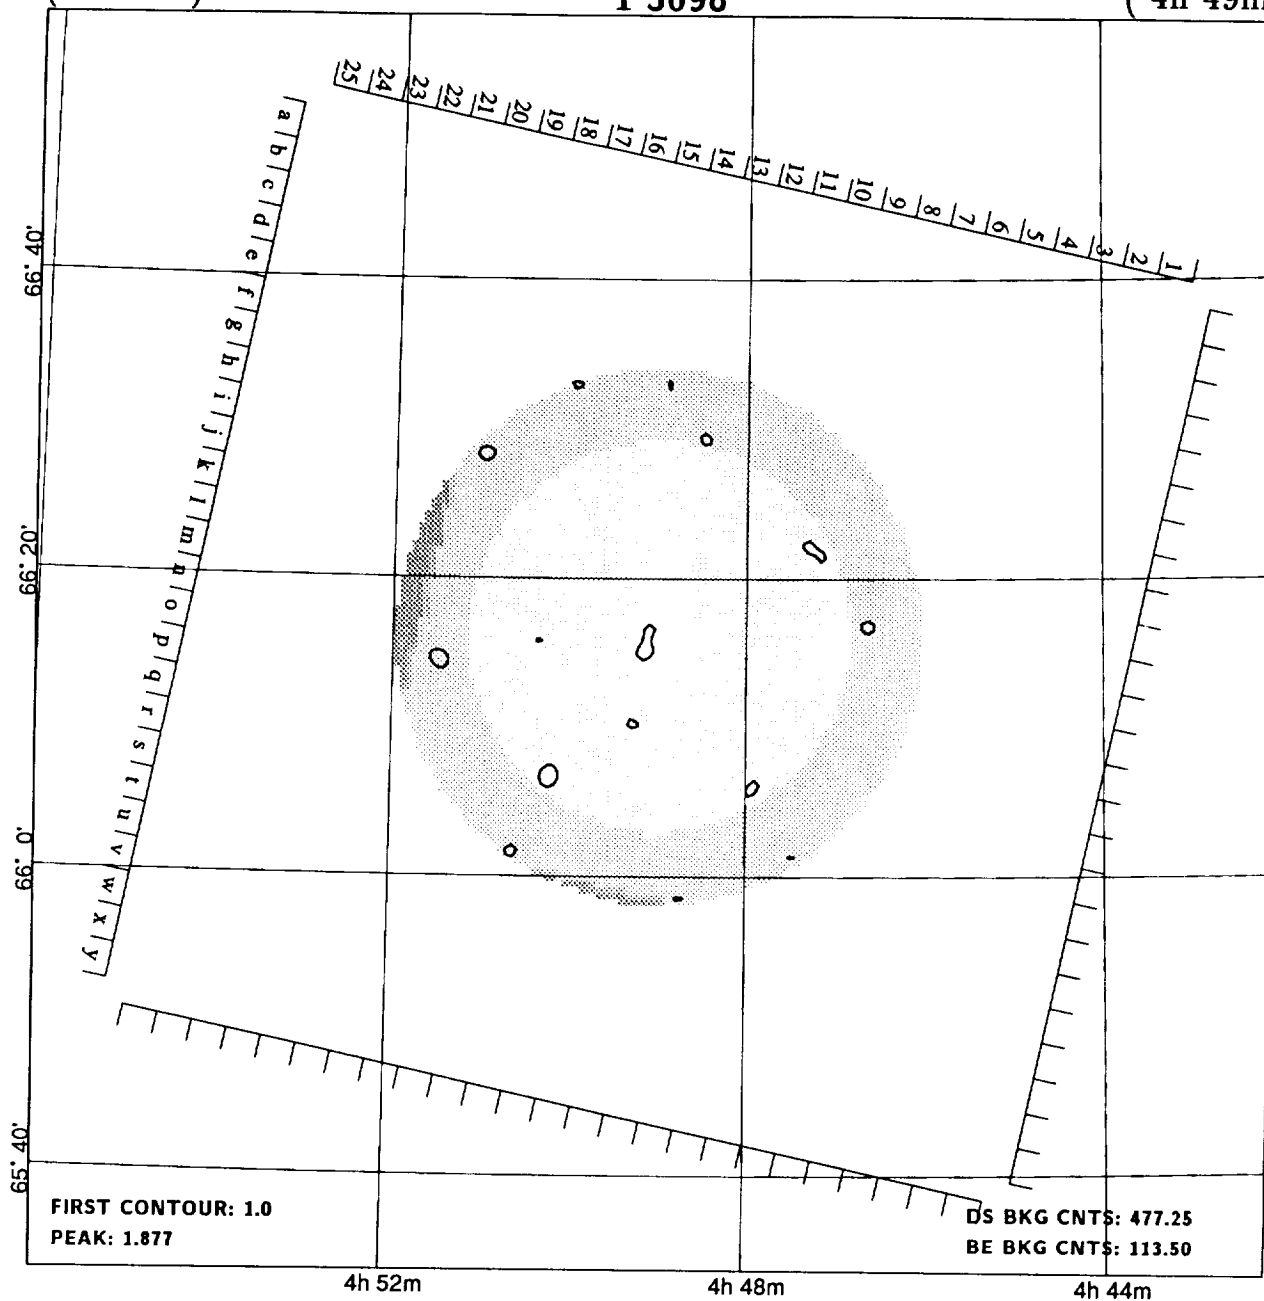 25 24 23 22 21 20 19 18 17 16 15 14 13 12 11 10 9 8 7 6 5 4 3 2 1
a b c d e f g h i j k l m n o p q r s t u v w x y
66° 40'
66° 20'
66° 0'
65° 40'
FIRST CONTOUR: 1.0
PEAK: 1.877
DS BKG CNTS: 477.25
BE BKG CNTS: 113.50
4h 52m 4h 48m 4h 44m